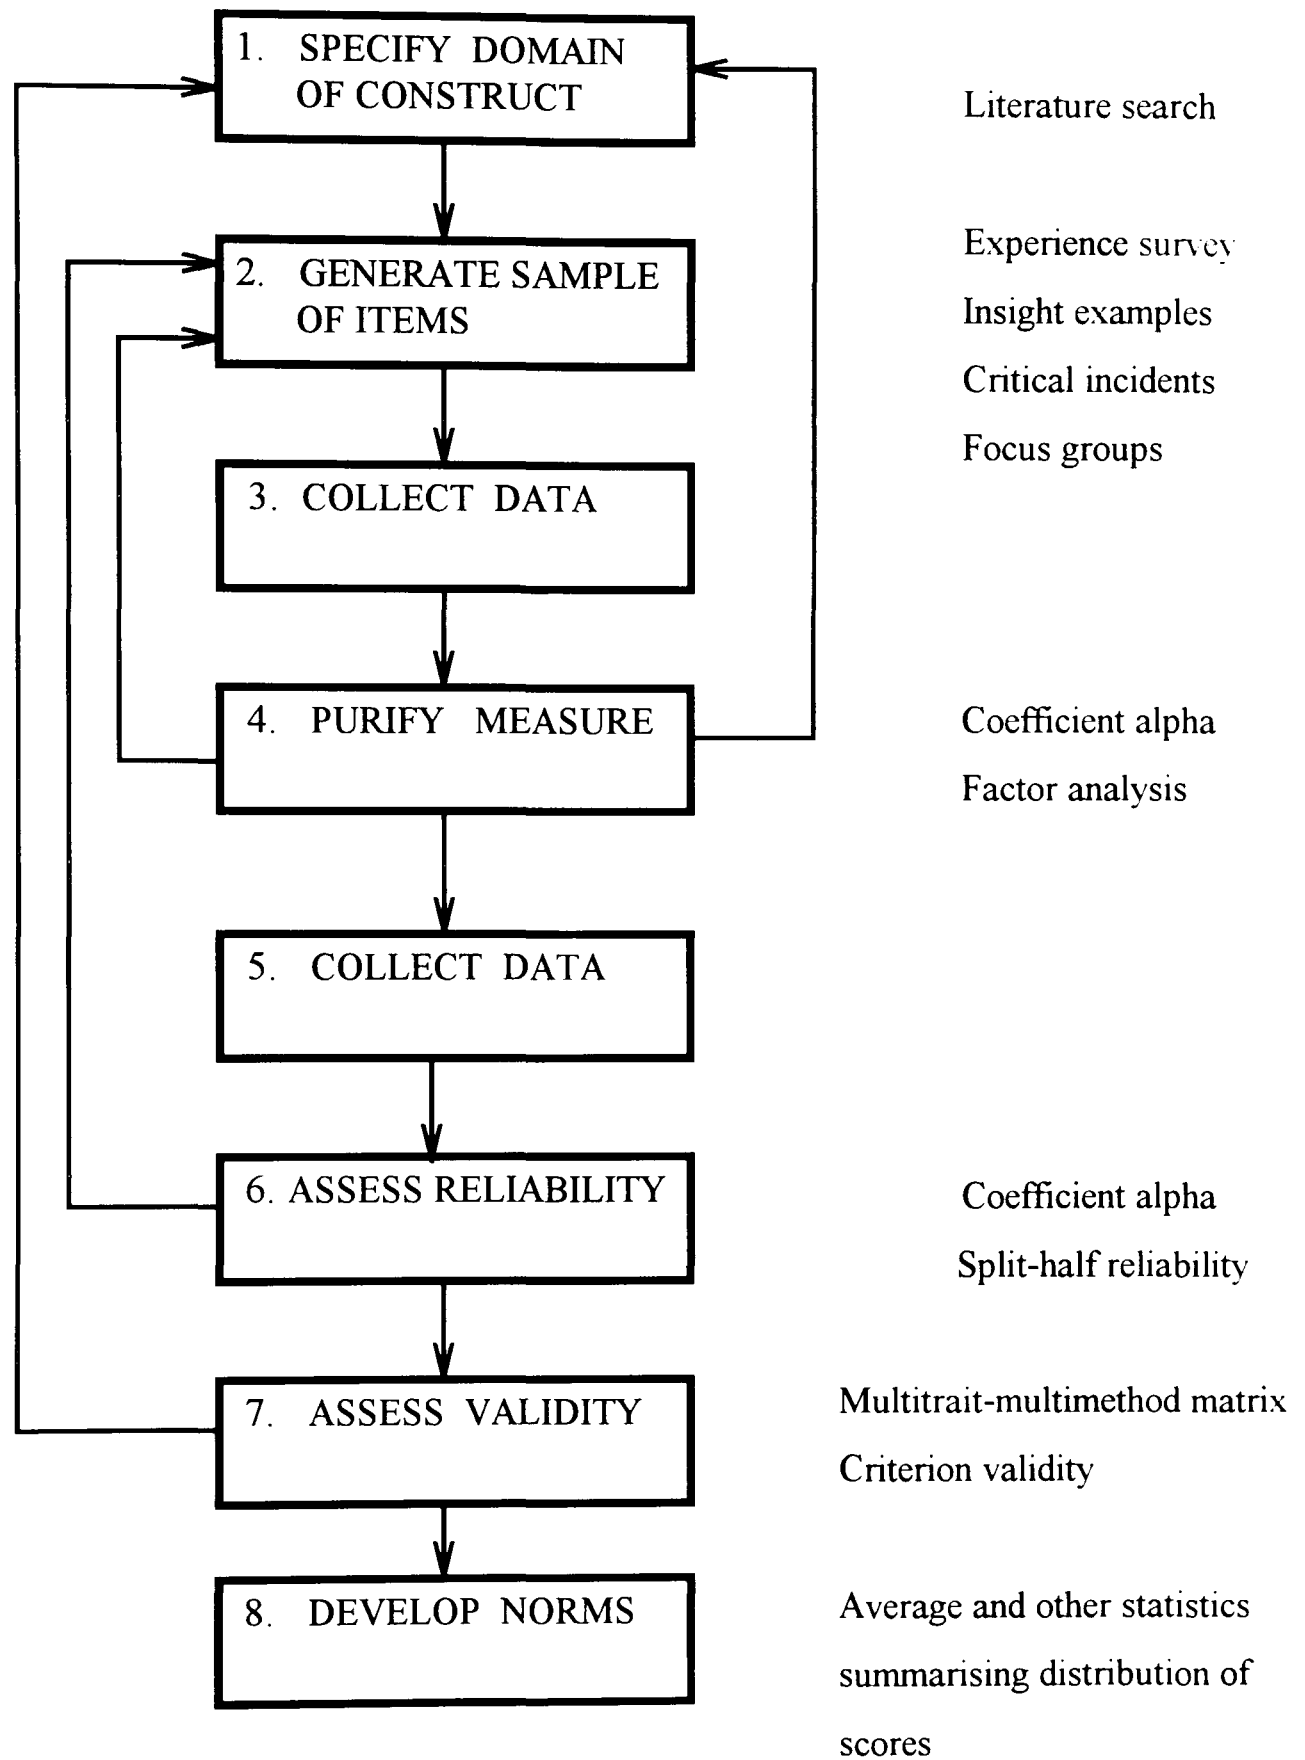 1. SPECIFY DOMAIN
OF CONSTRUCT
Literature search
2. GENERATE SAMPLE
OF ITEMS
Experience survey
Insight examples
Critical incidents
Focus groups
3. COLLECT DATA
4. PURIFY MEASURE
Coefficient alpha
Factor analysis
5. COLLECT DATA
6. ASSESS RELIABILITY
Coefficient alpha
Split-half reliability
7. ASSESS VALIDITY
Multitrait-multimethod matrix
Criterion validity
8. DEVELOP NORMS
Average and other statistics
summarising distribution of
scores